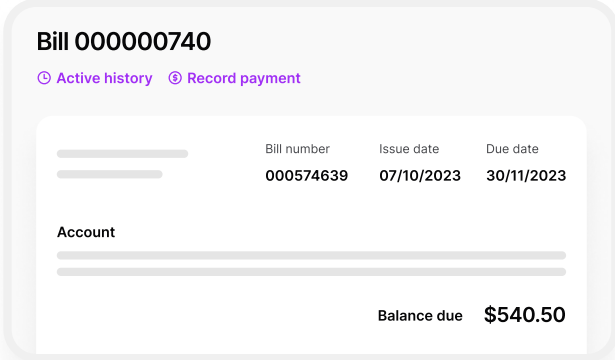 Bill 000000740
Active history Record payment
Bill number Issue date Due date
000574639 07/10/2023 30/11/2023
Account
Balance due $540.50